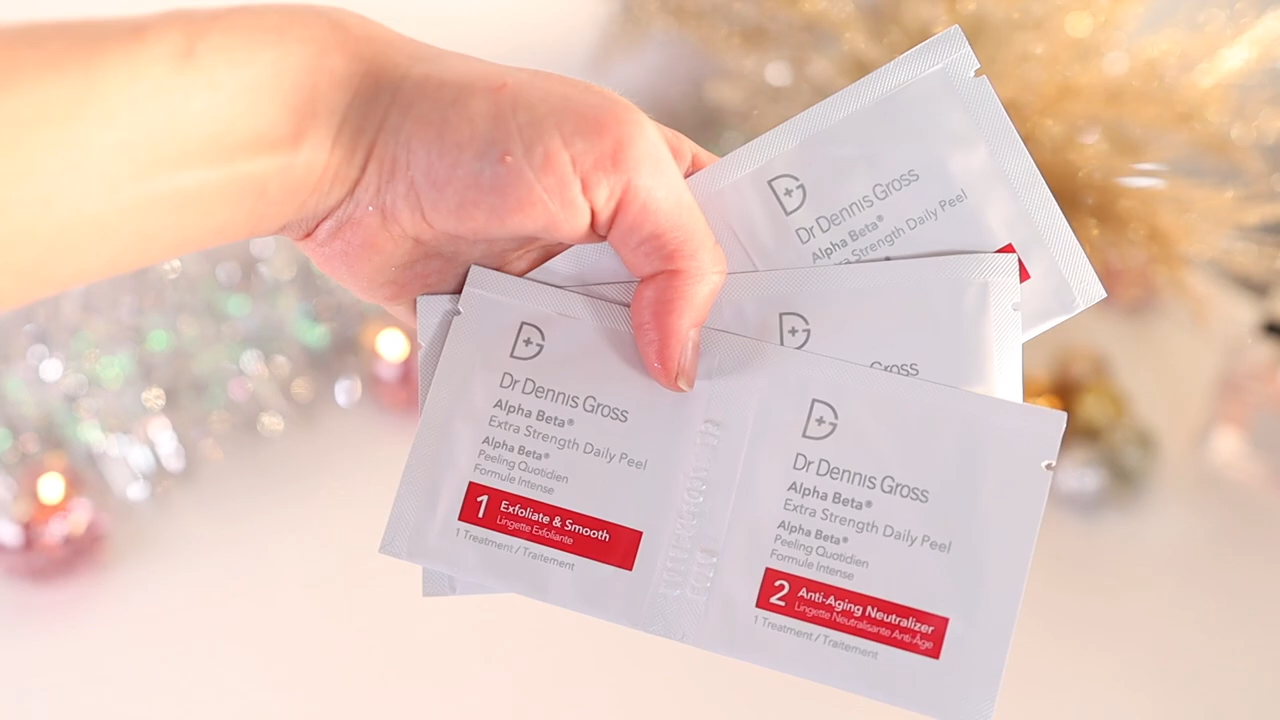 Dr Dennis Gross
Alpha Beta®
Extra Strength Daily Peel
Gross
Dr Dennis Gross
Alpha Beta®
Extra Strength Daily Peel
Alpha Beta®
Peeling Quotidien
Formule Intense
1 Exfoliate & Smooth
Lingette Exfoliante
1 Treatment / Traitement
Dr Dennis Gross
Alpha Beta®
Extra Strength Daily Peel
Alpha Beta®
Peeling Quotidien
Formule Intense
2 Anti-Aging Neutralizer
Lingette Neutralisante Anti-Âge
1 Treatment / Traitement